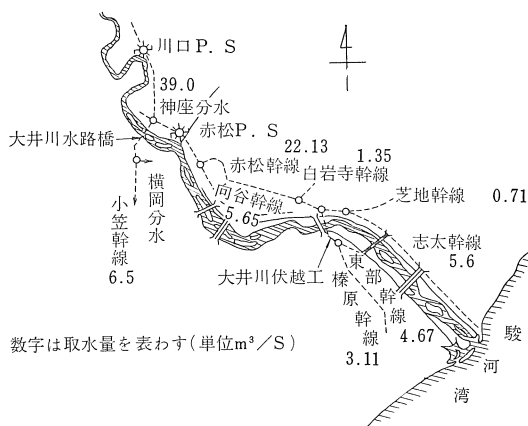 川口P.S
39.0
神座分水
大井川水路橋
赤松P.S
22.13
赤松幹線
1.35
白岩寺幹線
横岡分水
向谷幹線
5.65
芝地幹線
0.71
小笠幹線
6.5
志太幹線
5.6
大井川伏越工
東部幹線
4.67
榛原幹線
3.11
数字は取水量を表わす(単位m³/S)
駿河湾